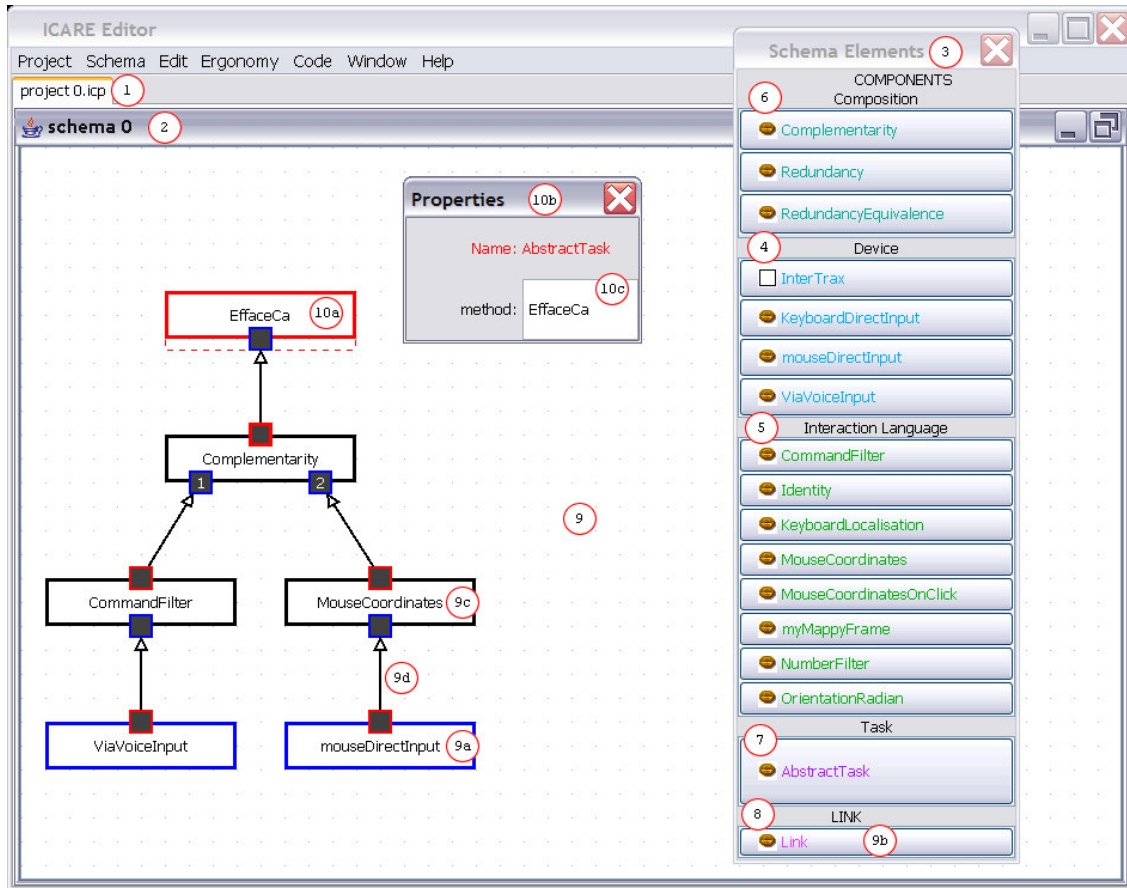 ICARE Editor
Project Schema Edit Ergonomy Code Window Help
project 0.icp 1
schema 0 2
Properties 10b
Name: AbstractTask
10c
method: EffaceCa
EffaceCa 10a
Complementarity
1 2
9
CommandFilter
MouseCoordinates 9c
9d
ViaVoiceInput
mouseDirectInput 9a
Schema Elements 3
COMPONENTS
6 Composition
Complementarity
Redundancy
RedundancyEquivalence
4 Device
InterTrax
KeyboardDirectInput
mouseDirectInput
ViaVoiceInput
5 Interaction Language
CommandFilter
Identity
KeyboardLocalisation
MouseCoordinates
MouseCoordinatesOnClick
myMappyFrame
NumberFilter
OrientationRadian
Task
7
AbstractTask
8 LINK
Link 9b